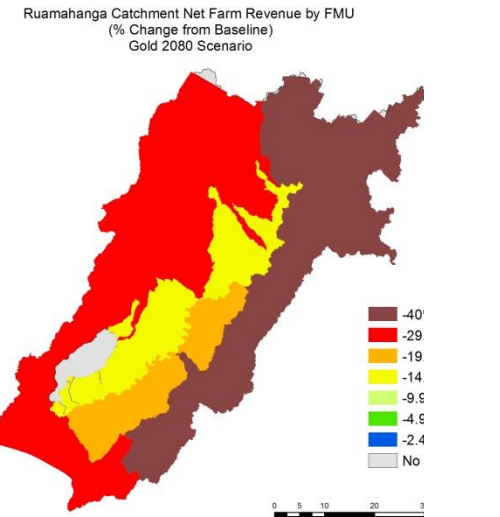 Ruamahanga Catchment Net Farm Revenue by FMU
(% Change from Baseline)
Gold 2080 Scenario
-40
-29.
-19.
-14.
-9.9
-4.9
-2.4
No
0 5 10 20 3